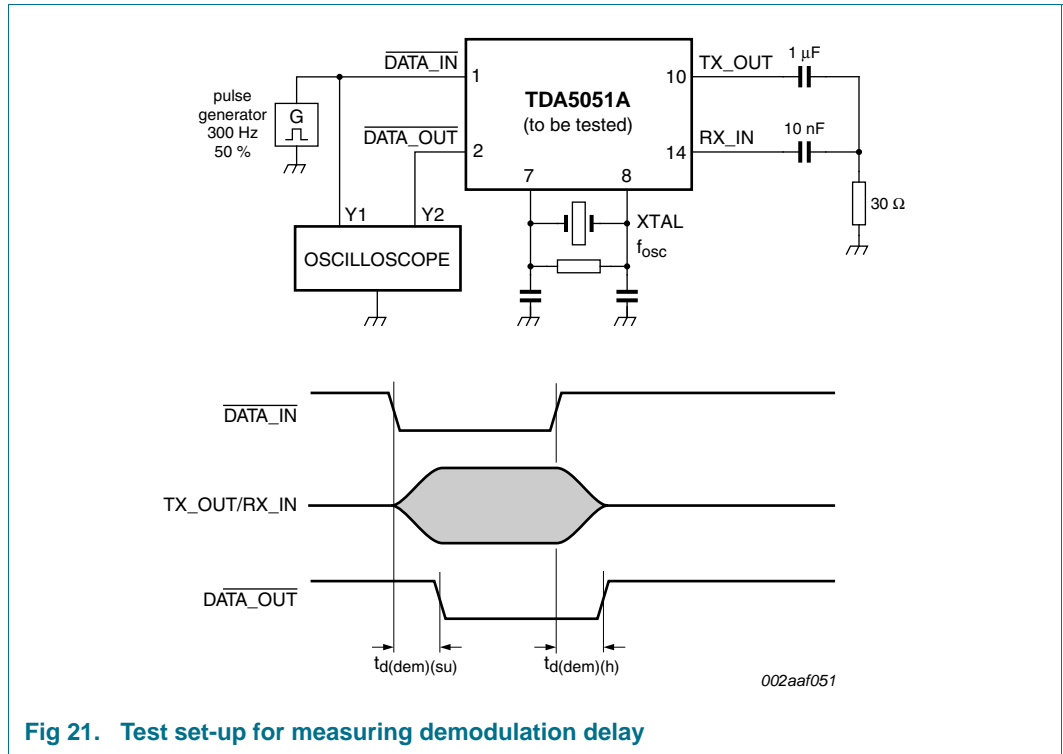 pulse
generator
300 Hz
50 %
G
DATA_IN
1
DATA_OUT
2
TDA5051A
(to be tested)
7
8
10
TX_OUT
14
RX_IN
1 μF
10 nF
30 Ω
XTAL
fosc
Y1
Y2
OSCILLOSCOPE
DATA_IN
TX_OUT/RX_IN
DATA_OUT
td(dem)(su)
td(dem)(h)
002aaf051
Fig 21. Test set-up for measuring demodulation delay